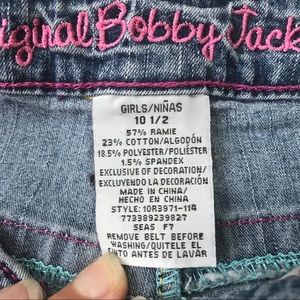 iginal Bobby Jack
GIRLS/NIÑAS
10 1/2
57% RAMIE
23% COTTON/ALGODÓN
18.5% POLYESTER/POLIÉSTER
1.5% SPANDEX
EXCLUSIVE OF DECORATION/
EXCLUYENDO LA DECORACIÓN
MADE IN CHINA/
HECHO EN CHINA
STYLE: 10R3971-114
773389239827
SEAS F7
REMOVE BELT BEFORE
WASHING/QUITELE EL
CINTO ANTES DE LAVAR